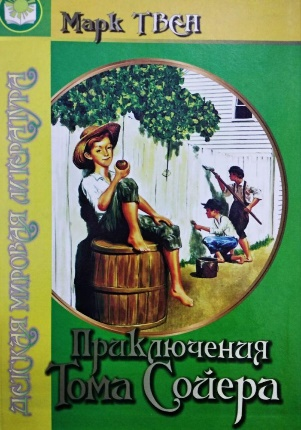 Марк Твен
ДЕТСКАЯ МИРОВАЯ ЛИТЕРАТУРА
Приключения
Тома Сойера